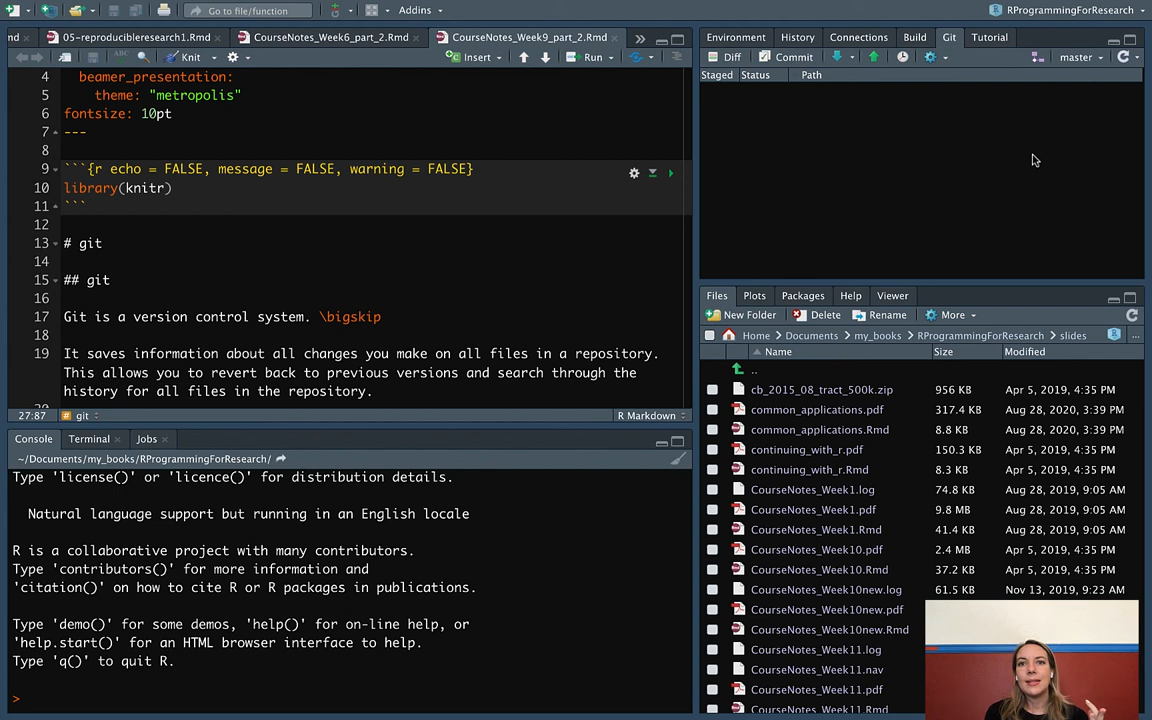 Go to file/function
Addins
RProgrammingForResearch
nd
05-reproducibleresearch1.Rmd
CourseNotes_Week6_part_2.Rmd
CourseNotes_Week9_part_2.Rmd
ABC
Knit
Insert
Run
4 beamer_presentation:
5 theme: "metropolis"
6 fontsize: 10pt
7 ---
8
9 ```{r echo = FALSE, message = FALSE, warning = FALSE}
10 library(knitr)
11 ```
12
13 # git
14
15 ## git
16
17 Git is a version control system. \bigskip
18
19 It saves information about all changes you make on all files in a repository.
This allows you to revert back to previous versions and search through the
history for all files in the repository.
27:87 git R Markdown
Console Terminal Jobs
~/Documents/my_books/RProgrammingForResearch/
Type 'license()' or 'licence()' for distribution details.
Natural language support but running in an English locale
R is a collaborative project with many contributors.
Type 'contributors()' for more information and
'citation()' on how to cite R or R packages in publications.
Type 'demo()' for some demos, 'help()' for on-line help, or
'help.start()' for an HTML browser interface to help.
Type 'q()' to quit R.
>
Environment History Connections Build Git Tutorial
Diff Commit master
Staged Status Path
Files Plots Packages Help Viewer
New Folder Delete Rename More
Home Documents my_books RProgrammingForResearch slides ...
Name Size Modified
..
cb_2015_08_tract_500k.zip 956 KB Apr 5, 2019, 4:35 PM
common_applications.pdf 317.4 KB Aug 28, 2020, 3:39 PM
common_applications.Rmd 8.8 KB Aug 28, 2020, 3:39 PM
continuing_with_r.pdf 150.3 KB Apr 5, 2019, 4:35 PM
continuing_with_r.Rmd 8.3 KB Apr 5, 2019, 4:35 PM
CourseNotes_Week1.log 74.8 KB Aug 28, 2019, 9:05 AM
CourseNotes_Week1.pdf 9.8 MB Aug 28, 2019, 9:05 AM
CourseNotes_Week1.Rmd 41.4 KB Aug 28, 2019, 9:05 AM
CourseNotes_Week10.pdf 2.4 MB Apr 5, 2019, 4:35 PM
CourseNotes_Week10.Rmd 37.2 KB Apr 5, 2019, 4:35 PM
CourseNotes_Week10new.log 61.5 KB Nov 13, 2019, 9:23 AM
CourseNotes_Week10new.pdf
CourseNotes_Week10new.Rmd
CourseNotes_Week11.log
CourseNotes_Week11.nav
CourseNotes_Week11.pdf
CourseNotes_Week11.Rmd